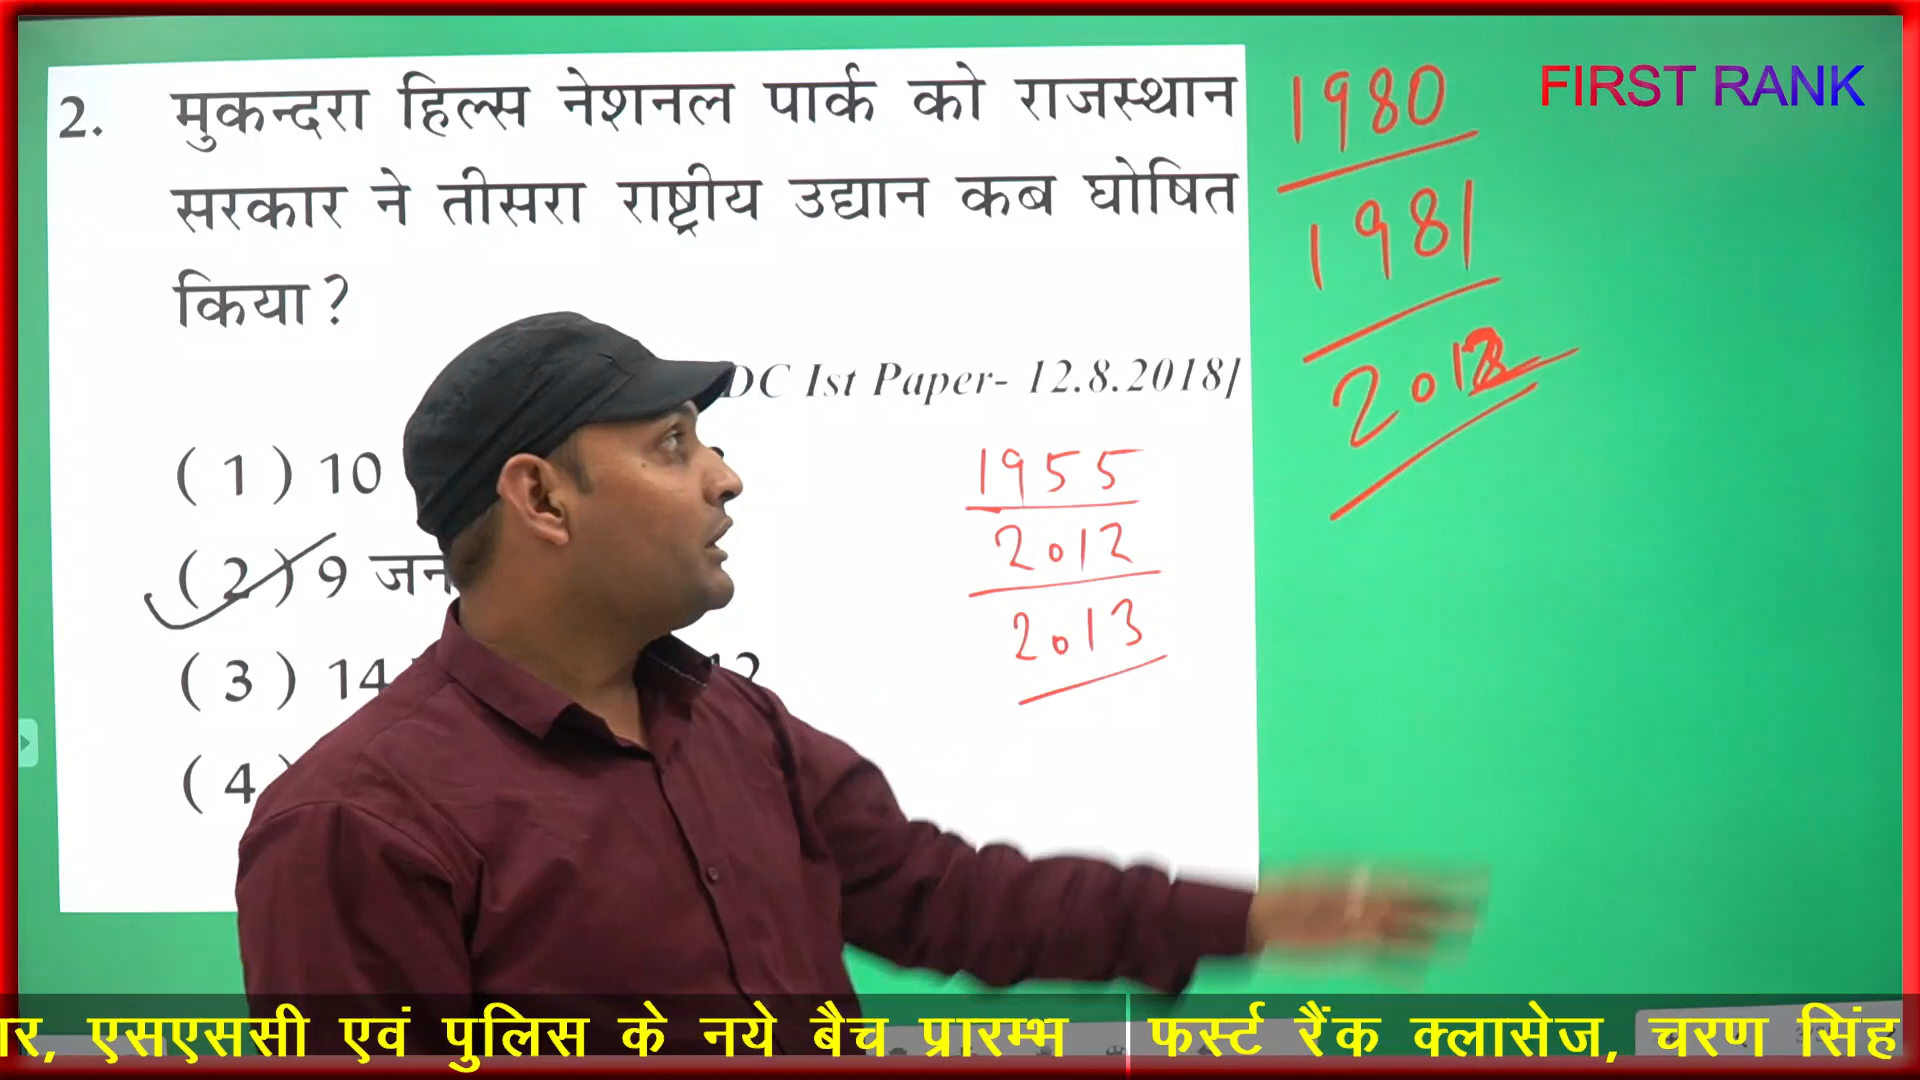 2. मुकन्दरा हिल्स नेशनल पार्क को राजस्थान
सरकार ने तीसरा राष्ट्रीय उद्यान कब घोषित
किया?
DC Ist Paper- 12.8.2018]
(1) 10
(2) 9 जन
(3) 14
(4)
1955
2012
2013
1980
1981
2012
FIRST RANK
र, एसएससी एवं पुलिस के नये बैच प्रारम्भ
फर्स्ट रैंक क्लासेज, चरण सिंह